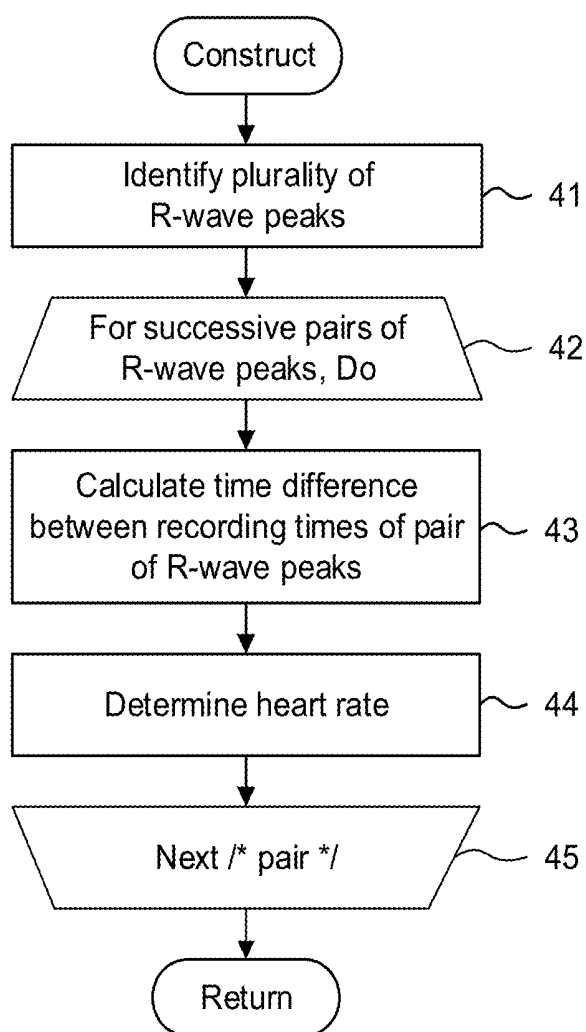 Construct
Identify plurality of
R-wave peaks
41
For successive pairs of
R-wave peaks, Do
42
Calculate time difference
between recording times of pair
of R-wave peaks
43
Determine heart rate
44
Next /* pair */
45
Return